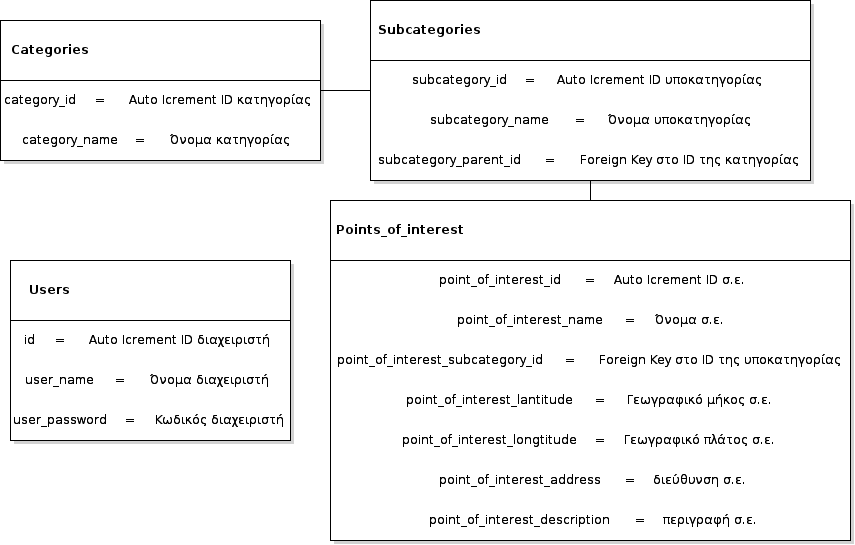 Categories
category_id = Auto Icrement ID κατηγορίας
category_name = Όνομα κατηγορίας
Subcategories
subcategory_id = Auto Icrement ID υποκατηγορίας
subcategory_name = Όνομα υποκατηγορίας
subcategory_parent_id = Foreign Key στο ID της κατηγορίας
Users
id = Auto Icrement ID διαχειριστή
user_name = Όνομα διαχειριστή
user_password = Κωδικός διαχειριστή
Points_of_interest
point_of_interest_id = Auto Icrement ID σ.ε.
point_of_interest_name = Όνομα σ.ε.
point_of_interest_subcategory_id = Foreign Key στο ID της υποκατηγορίας
point_of_interest_lantitude = Γεωγραφικό μήκος σ.ε.
point_of_interest_longtitude = Γεωγραφικό πλάτος σ.ε.
point_of_interest_address = διεύθυνση σ.ε.
point_of_interest_description = περιγραφή σ.ε.